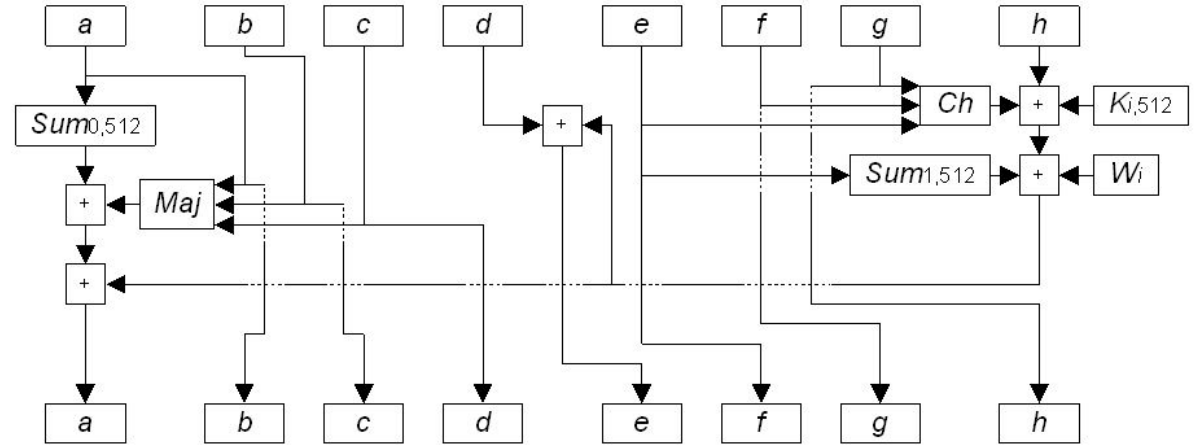 a b c d e f g h
Sum0,512 + Ch + Ki,512
+ Maj Sum1,512 + Wi
+
a b c d e f g h